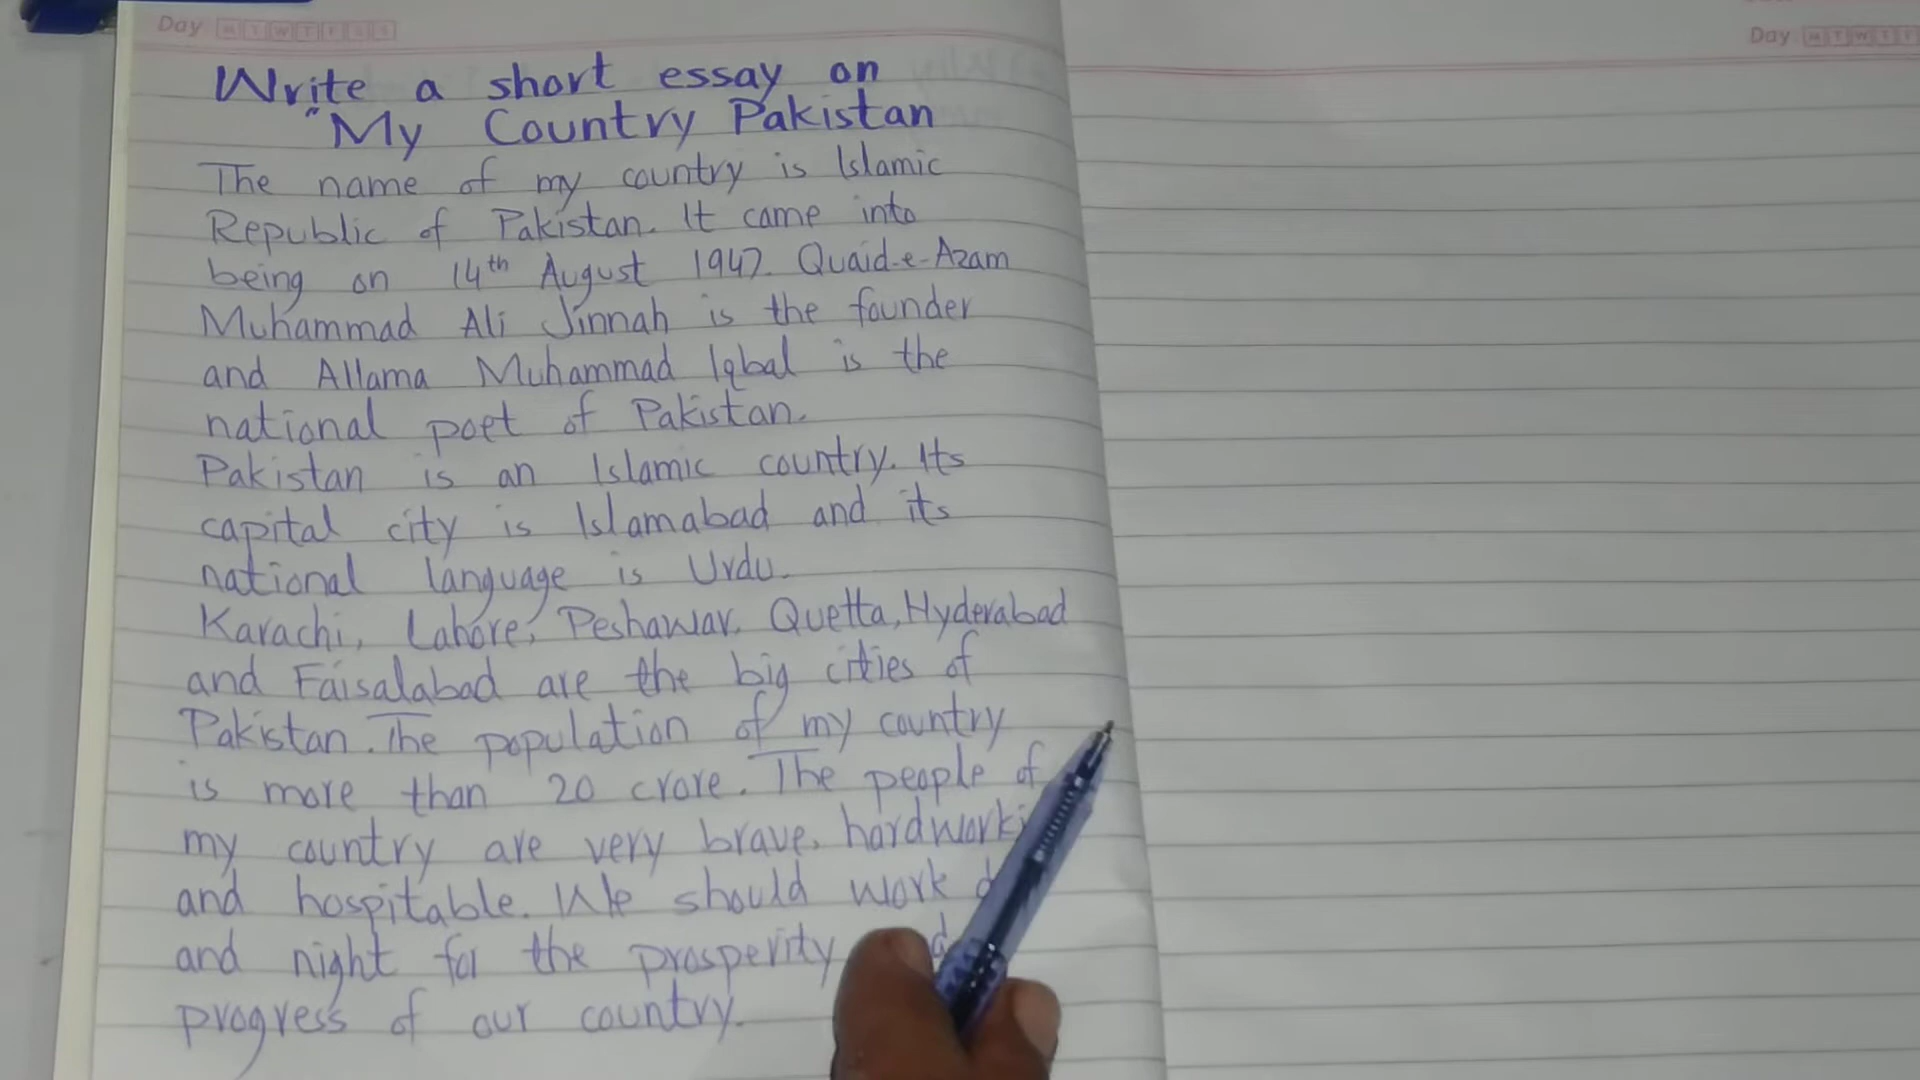 Day M T W T F S S
Day M T W T F
Write a short essay on
"My Country Pakistan
The name of my country is Islamic
Republic of Pakistan. It came into
being on 14th August 1947. Quaid-e-Azam
Muhammad Ali Jinnah is the founder
and Allama Muhammad Iqbal is the
national poet of Pakistan.
Pakistan is an Islamic country. Its
capital city is Islamabad and its
national language is Urdu.
Karachi, Lahore, Peshawar, Quetta, Hyderabad
and Faisalabad are the big cities of
Pakistan. The population of my country
is more than 20 crore. The people of
my country are very brave, hardworki
and hospitable. We should work d
and night for the prosperity d
progress of our country.